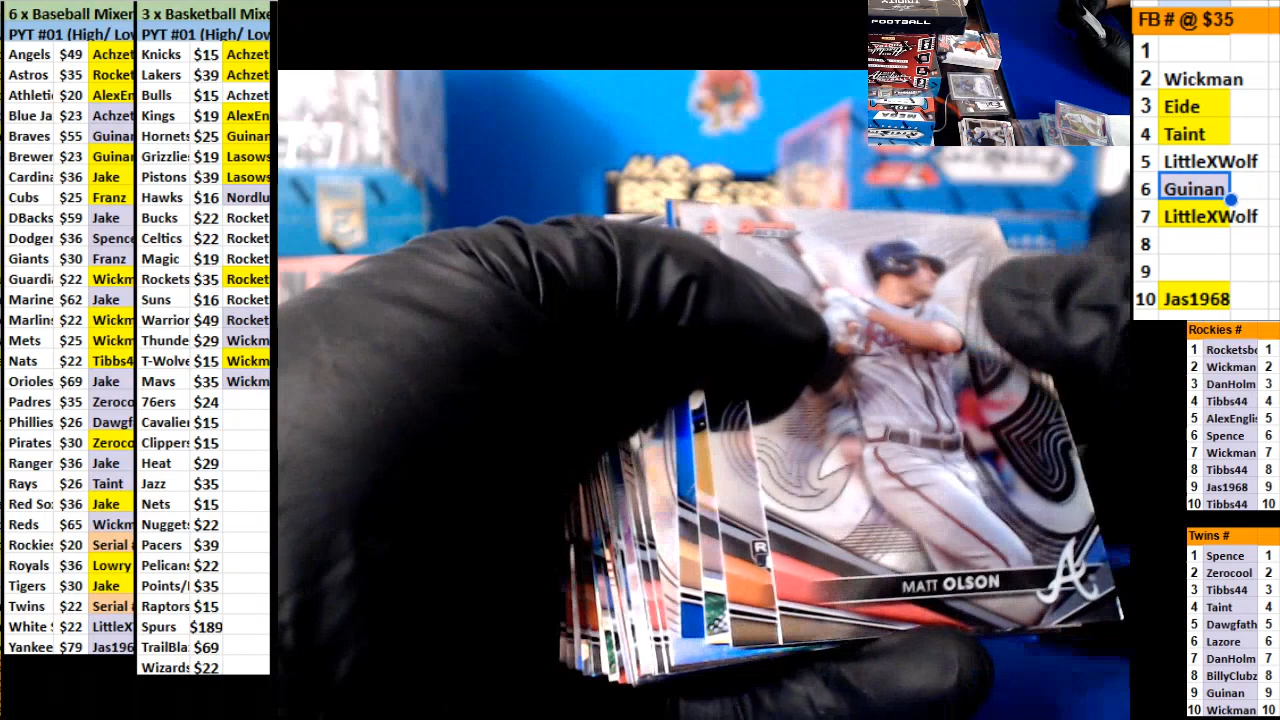 6 x Baseball Mixer
PYT #01 (High/ Low
Angels $49 Achzet
Astros $35 Rocket
Athletic $20 AlexEn
Blue Ja $23 Achzet
Braves $55 Guinar
Brewer $23 Guinar
Cardina $36 Jake
Cubs $25 Franz
DBacks $59 Jake
Dodger $36 Spence
Giants $30 Franz
Guardi $22 Wickm
Marine $62 Jake
Marlins $22 Wickm
Mets $25 Wickm
Nats $22 Tibbs4
Orioles $69 Jake
Padres $35 Zeroco
Phillies $26 Dawgf
Pirates $30 Zeroco
Ranger $36 Jake
Rays $26 Taint
Red Sox $36 Jake
Reds $65 Wickm
Rockies $20 Serial #
Royals $36 Lowry
Tigers $30 Jake
Twins $22 Serial #
White S $22 LittleX
Yankee $79 Jas196
3 x Basketball Mixe
PYT #01 (High/ Low
Knicks $15 Achzet
Lakers $39 Achzet
Bulls $15 Achzet
Kings $19 AlexEn
Hornets $25 Guinar
Grizzlie $19 Lasows
Pistons $39 Lasows
Hawks $16 Nordlu
Bucks $22 Rocket
Celtics $22 Rocket
Magic $19 Rocket
Rockets $35 Rocket
Suns $16 Rocket
Warrior $49 Rocket
Thunde $29 Wickm
T-Wolve $15 Wickm
Mavs $35 Wickm
76ers $24
Cavalier $15
Clippers $15
Heat $29
Jazz $35
Nets $15
Nuggets $22
Pacers $39
Pelican $22
Points/ $35
Raptors $15
Spurs $189
TrailBla $69
Wizards $22
FOOTBALL
MATT OLSON
A
R
FB # @ $35
1
2 Wickman
3 Eide
4 Taint
5 LittleXWolf
6 Guinan
7 LittleXWolf
8
9
10 Jas1968
Rockies #
1 Rocketsbo 1
2 Wickman 2
3 DanHolm 3
4 Tibbs44 4
5 AlexEnglis 5
6 Spence 6
7 Wickman 7
8 Tibbs44 8
9 Jas1968 9
10 Tibbs44 10
Twins #
1 Spence 1
2 Zerocool 2
3 Tibbs44 3
4 Taint 4
5 Dawgfath 5
6 Lazore 6
7 DanHolm 7
8 BillyClubz 8
9 Guinan 9
10 Wickman 10